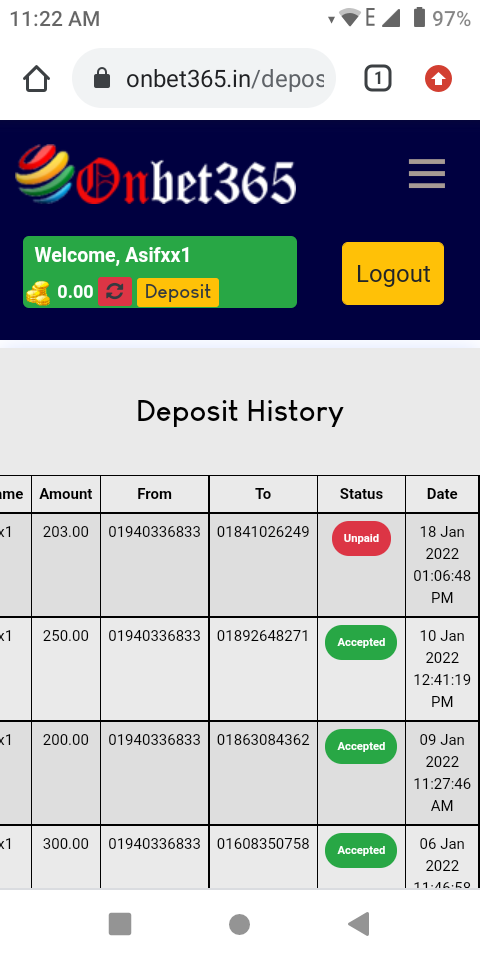 11:22 AM E 97%
onbet365.in/depos 1
Onbet365
Welcome, Asifxx1
0.00 Deposit
Logout
Deposit History
ame Amount From To Status Date
x1 203.00 01940336833 01841026249 Unpaid 18 Jan
2022
01:06:48
PM
x1 250.00 01940336833 01892648271 Accepted 10 Jan
2022
12:41:19
PM
x1 200.00 01940336833 01863084362 Accepted 09 Jan
2022
11:27:46
AM
x1 300.00 01940336833 01608350758 Accepted 06 Jan
2022
11:46:58